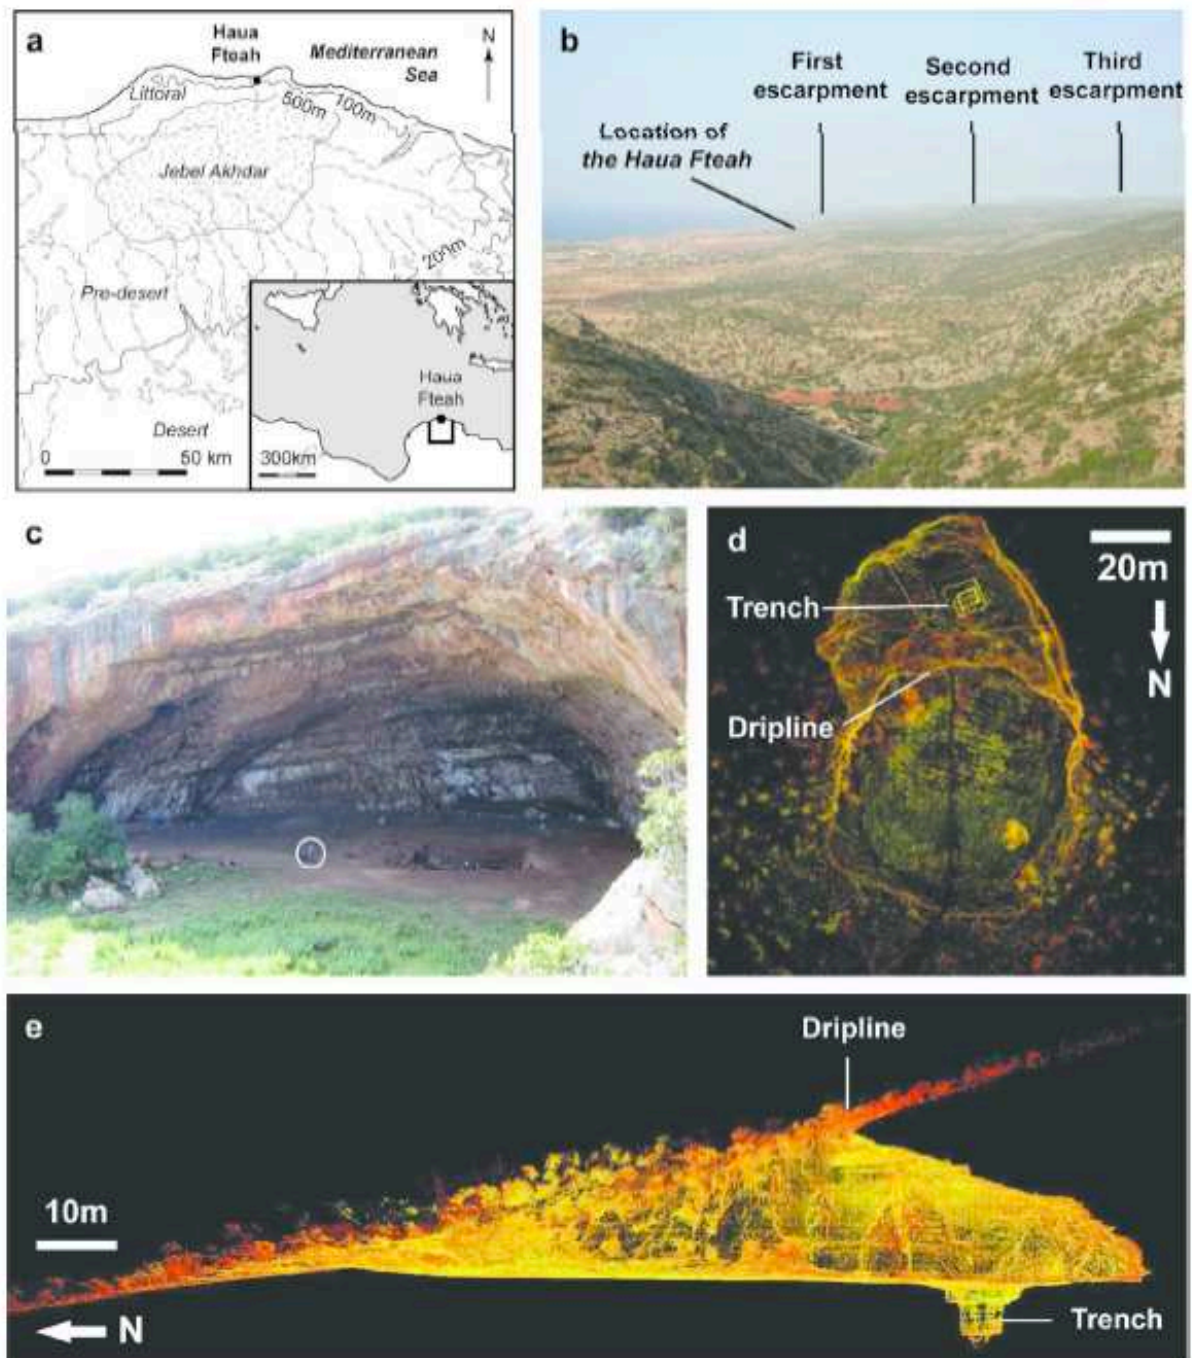 a
Haua
Fteah
Mediterranean
Sea
N
Littoral
500m
100m
Jebel Akhdar
200m
Pre-desert
Desert
0 50 km
Haua
Fteah
300km
b
First
escarpment
Second
escarpment
Third
escarpment
Location of
the Haua Fteah
c
d
20m
Trench
N
Dripline
e
Dripline
10m
N
Trench